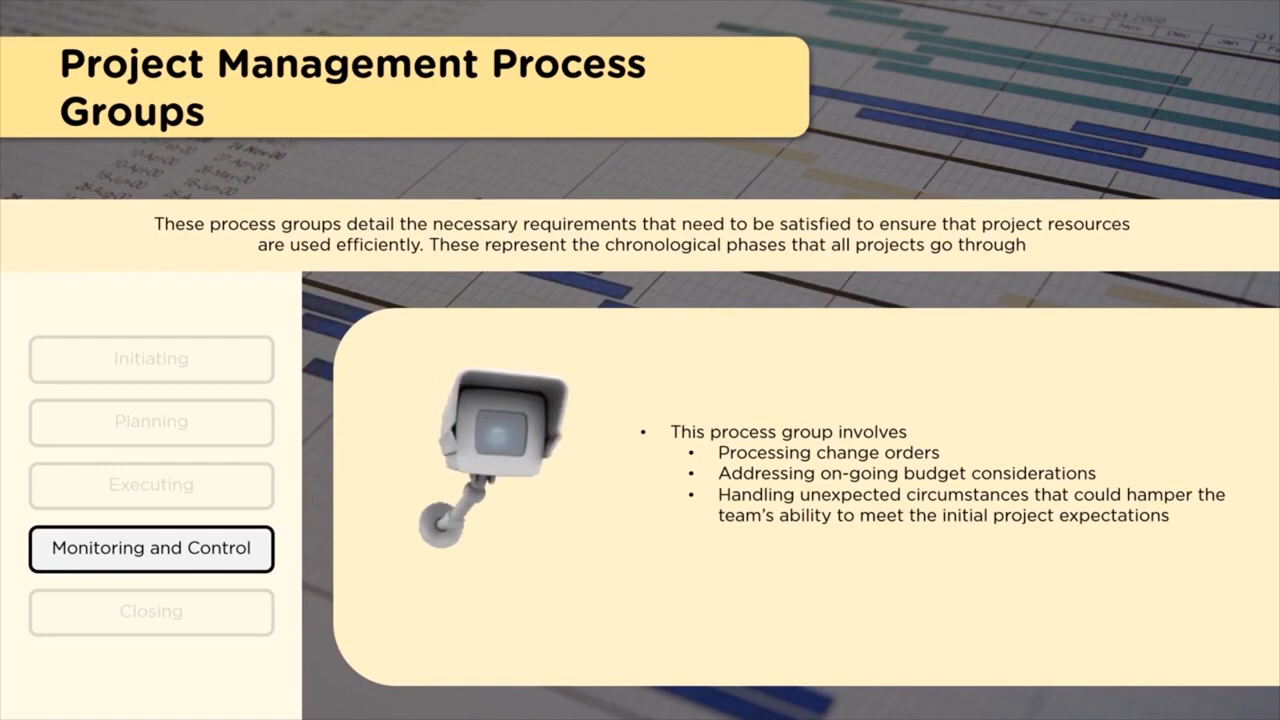 Project Management Process
Groups
These process groups detail the necessary requirements that need to be satisfied to ensure that project resources
are used efficiently. These represent the chronological phases that all projects go through
Initiating
Planning
Executing
Monitoring and Control
Closing
• This process group involves
• Processing change orders
• Addressing on-going budget considerations
• Handling unexpected circumstances that could hamper the
team's ability to meet the initial project expectations